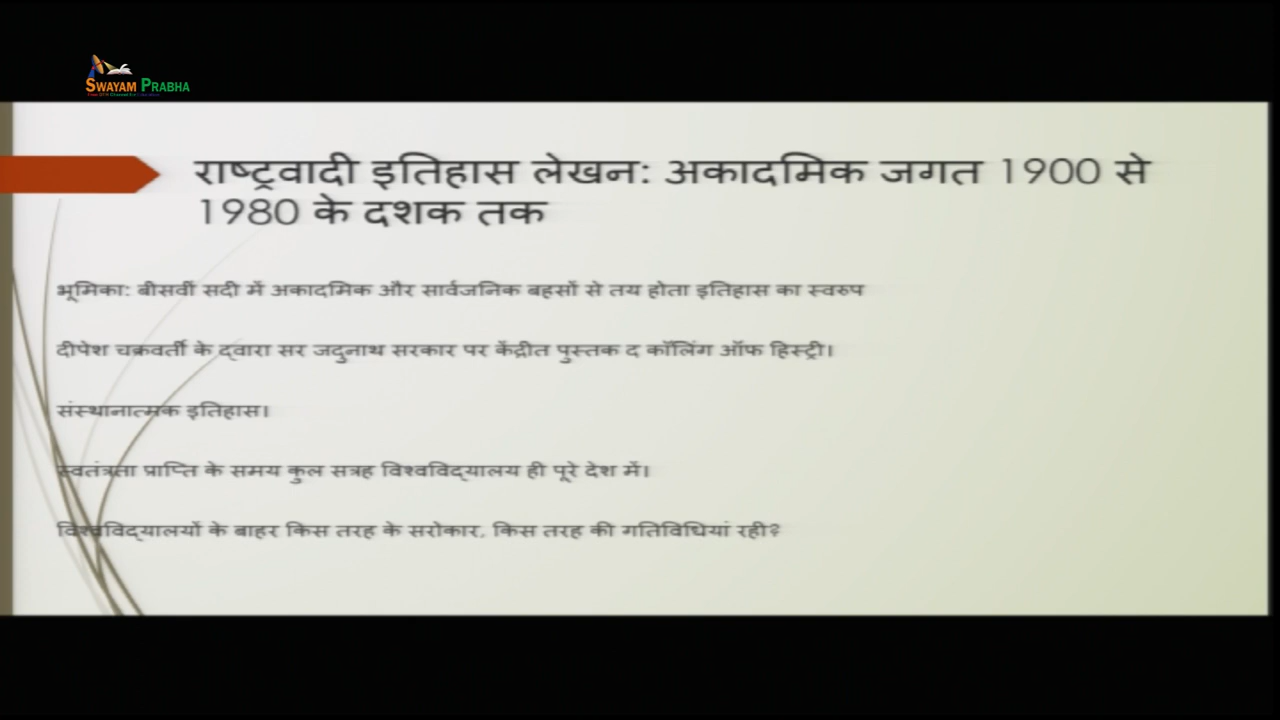 SWAYAM PRABHA
राष्ट्रवादी इतिहास लेखन: अकादमिक जगत 1900 से
1980 के दशक तक
भूमिका: बीसवीं सदी में अकादमिक और सार्वजनिक बहसों से तय होता इतिहास का स्वरुप
दीपेश चक्रवर्ती के द्वारा सर जदुनाथ सरकार पर केंद्रीत पुस्तक द कॉलिंग ऑफ हिस्ट्री।
संस्थानात्मक इतिहास।
स्वतंत्रता प्राप्ति के समय कुल सत्रह विश्वविद्यालय ही पूरे देश में।
विश्वविद्यालयों के बाहर किस तरह के सरोकार, किस तरह की गतिविधियां रही?